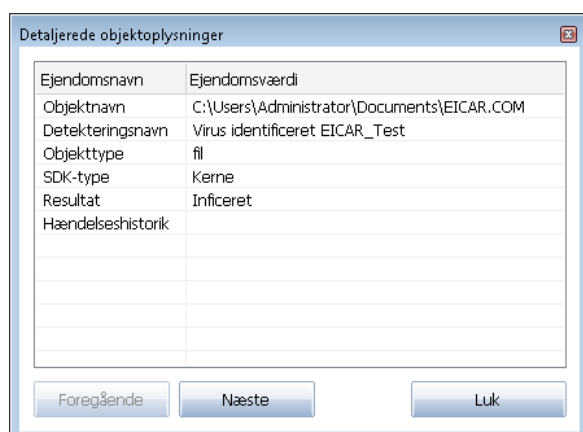 Detaljerede objektoplysninger
Ejendomsnavn Ejendomsværdi
Objektnavn C:\Users\Administrator\Documents\EICAR.COM
Detekteringsnavn Virus identificeret EICAR_Test
Objekttype fil
SDK-type Kerne
Resultat Inficeret
Hændelseshistorik
Foregående Næste Luk